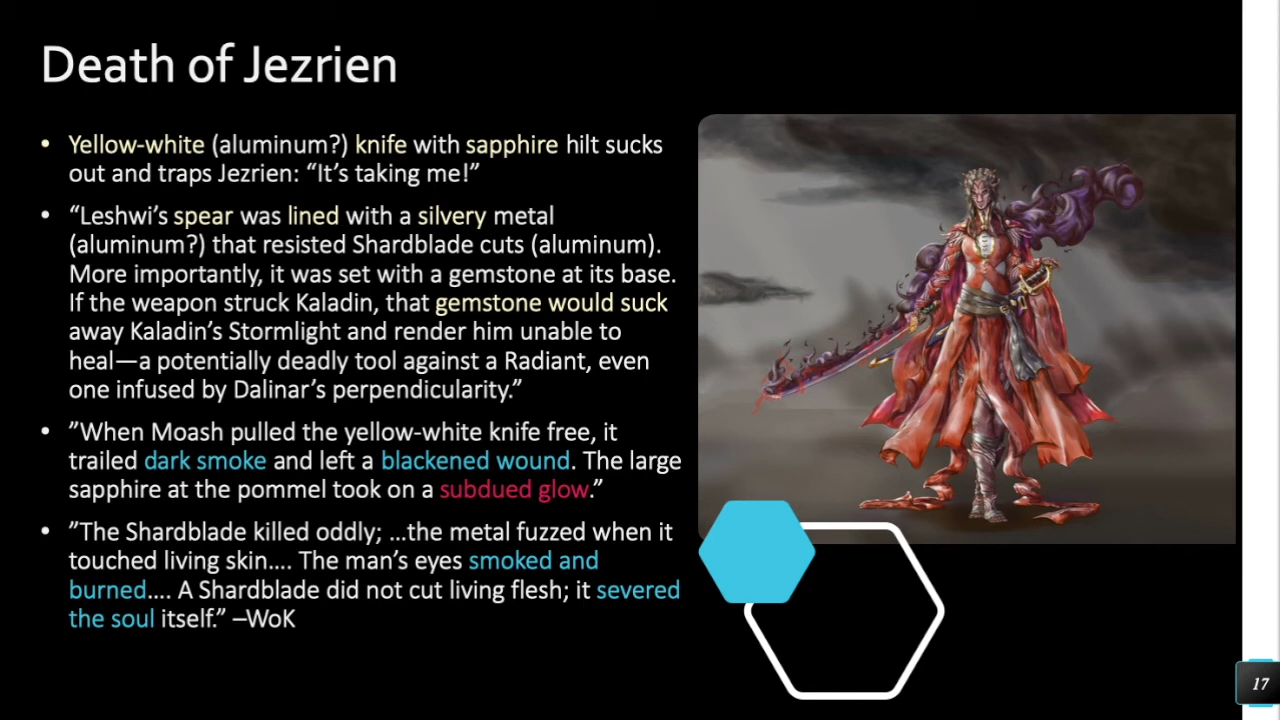 Death of Jezrien
• Yellow-white (aluminum?) knife with sapphire hilt sucks
out and traps Jezrien: “It’s taking me!”
• “Leshwi’s spear was lined with a silvery metal
(aluminum?) that resisted Shardblade cuts (aluminum).
More importantly, it was set with a gemstone at its base.
If the weapon struck Kaladin, that gemstone would suck
away Kaladin’s Stormlight and render him unable to
heal—a potentially deadly tool against a Radiant, even
one infused by Dalinar’s perpendicularity.”
• ”When Moash pulled the yellow-white knife free, it
trailed dark smoke and left a blackened wound. The large
sapphire at the pommel took on a subdued glow.”
• ”The Shardblade killed oddly; …the metal fuzzed when it
touched living skin…. The man’s eyes smoked and
burned…. A Shardblade did not cut living flesh; it severed
the soul itself.” –WoK
17